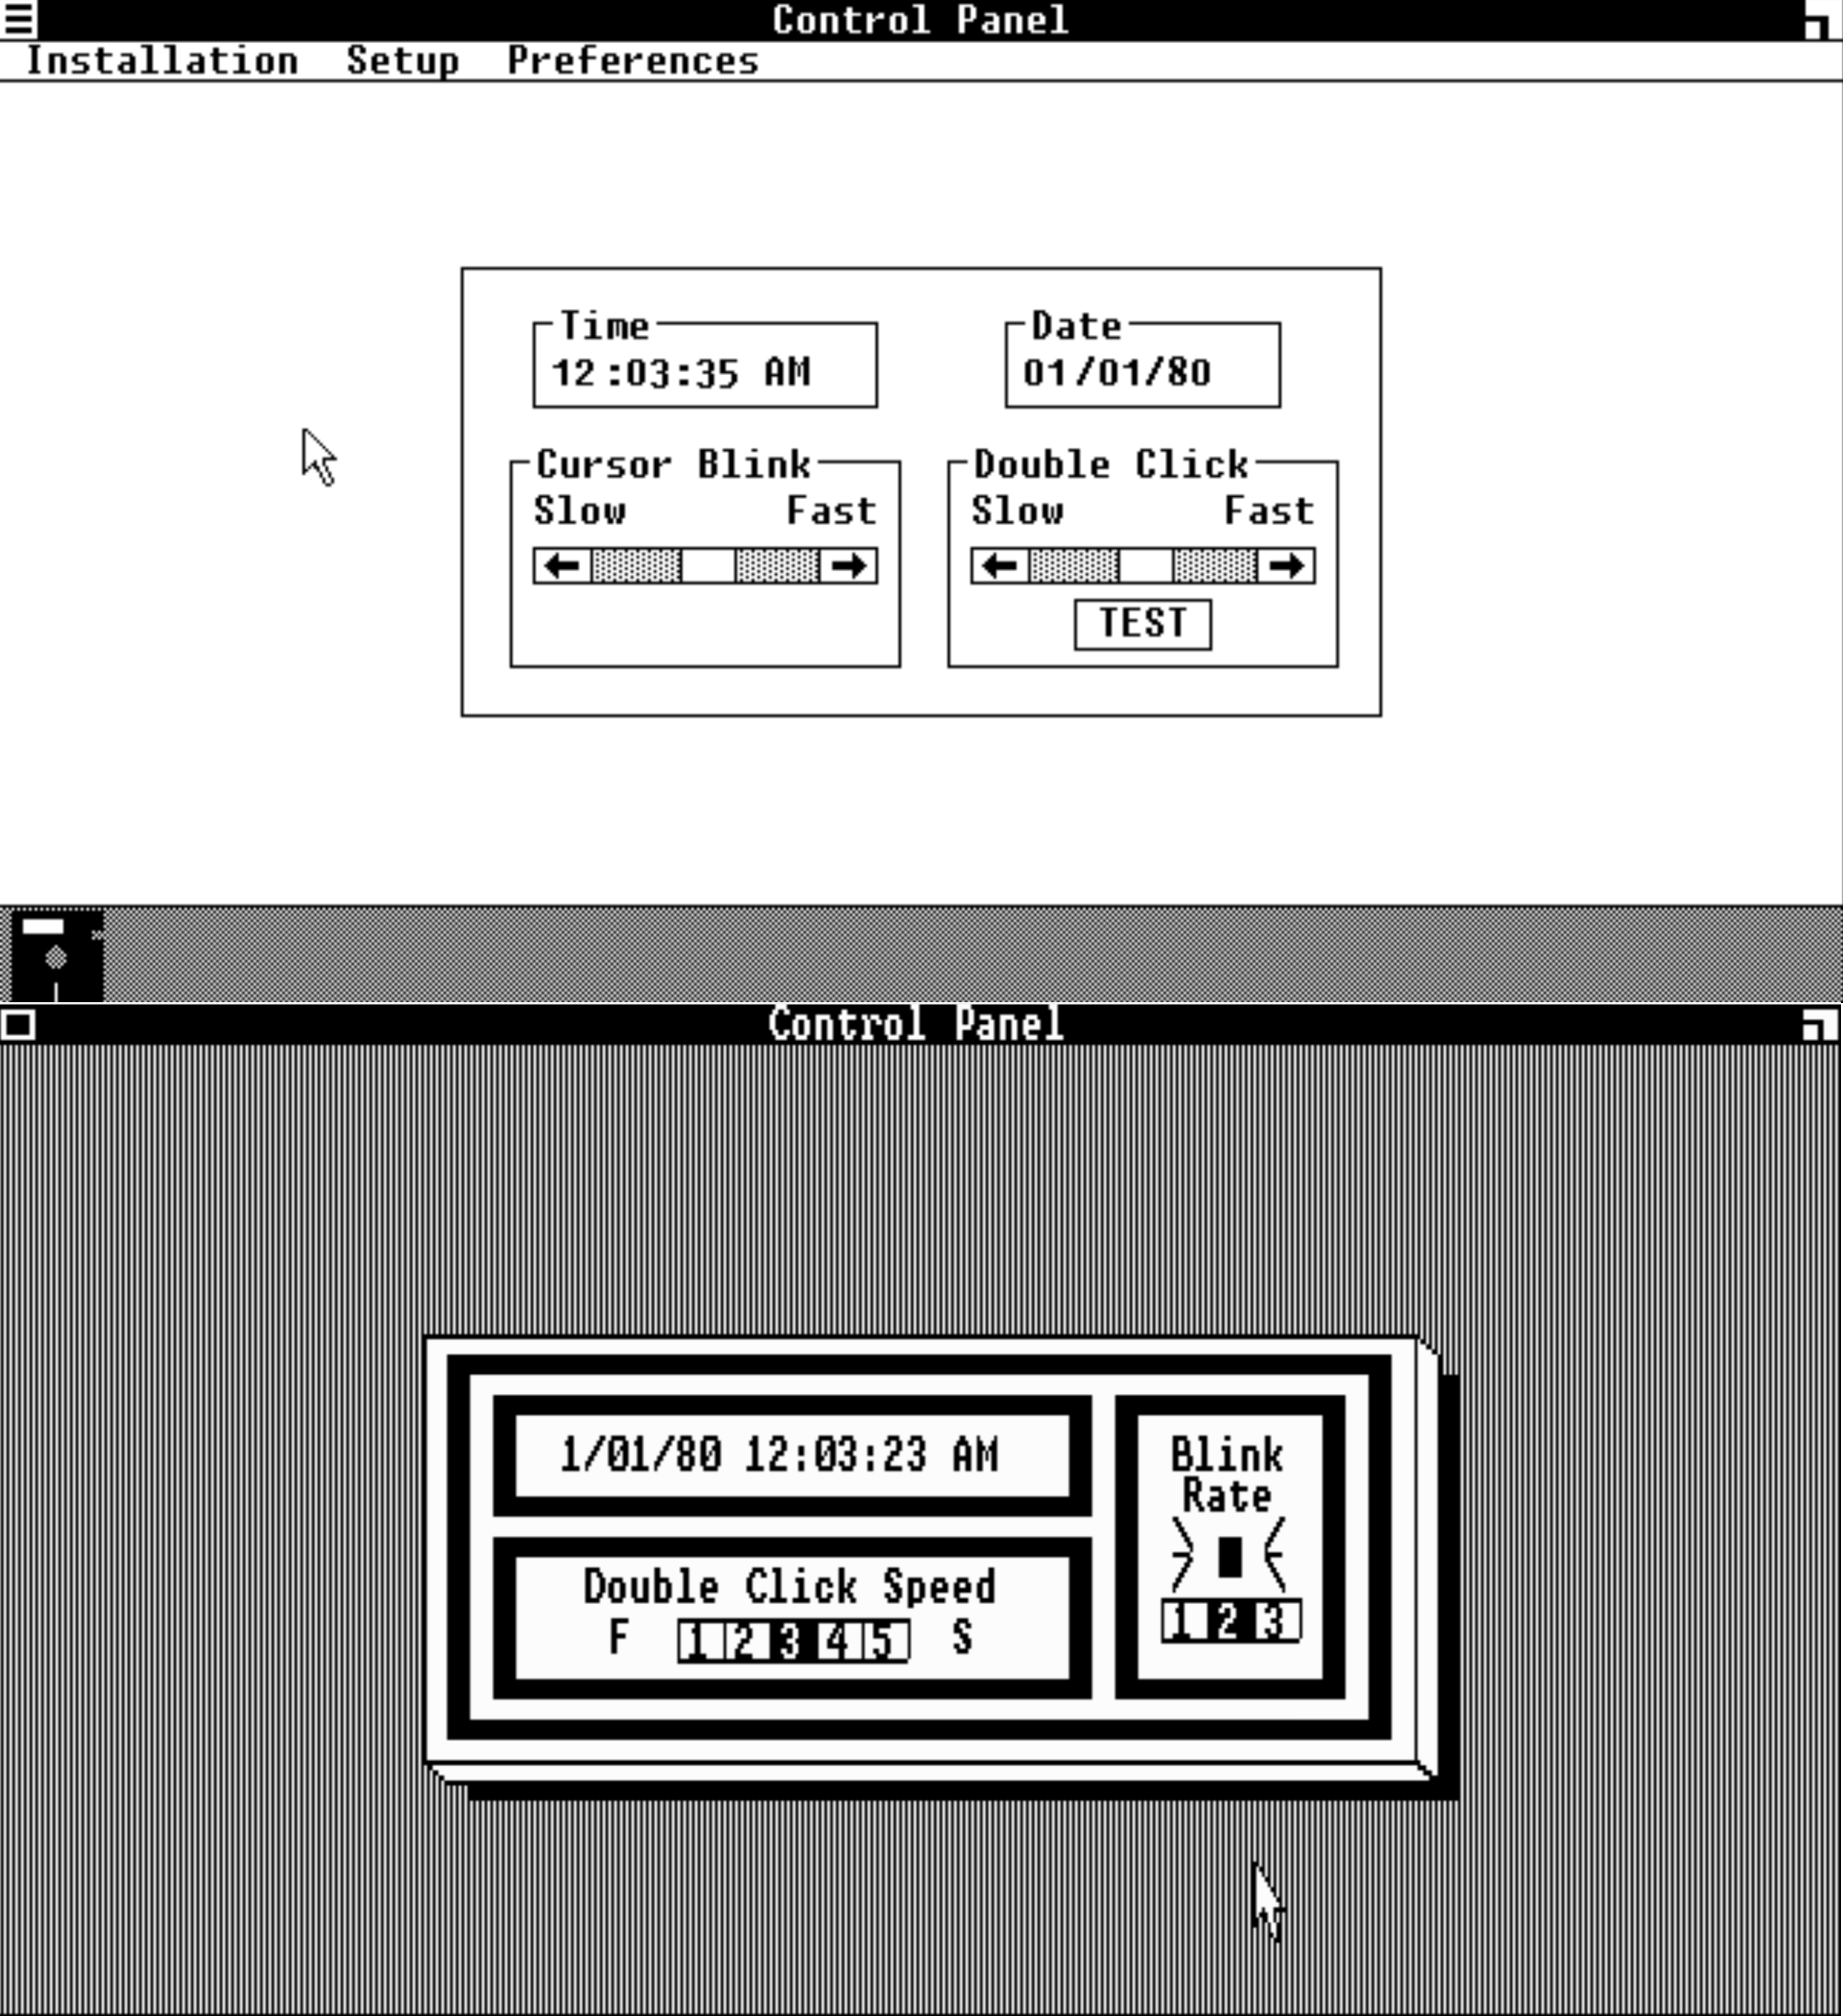 Control Panel
Installation Setup Preferences
Time Date
12:03:35 AM 01/01/80
Cursor Blink Double Click
Slow Fast Slow Fast
TEST
Control Panel
1/01/80 12:03:23 AM
Blink
Rate
1 2 3
Double Click Speed
F 1 2 3 4 5 S